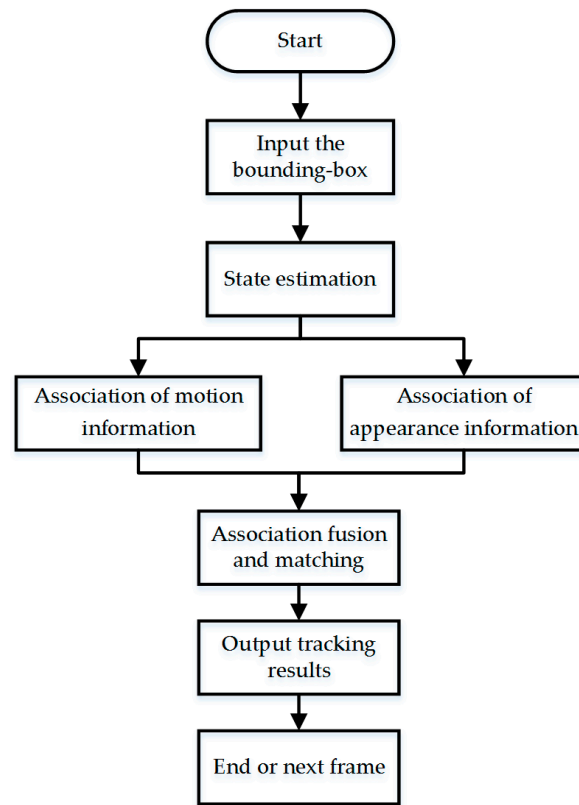 Start
Input the
bounding-box
State estimation
Association of motion
information
Association of
appearance information
Association fusion
and matching
Output tracking
results
End or next frame